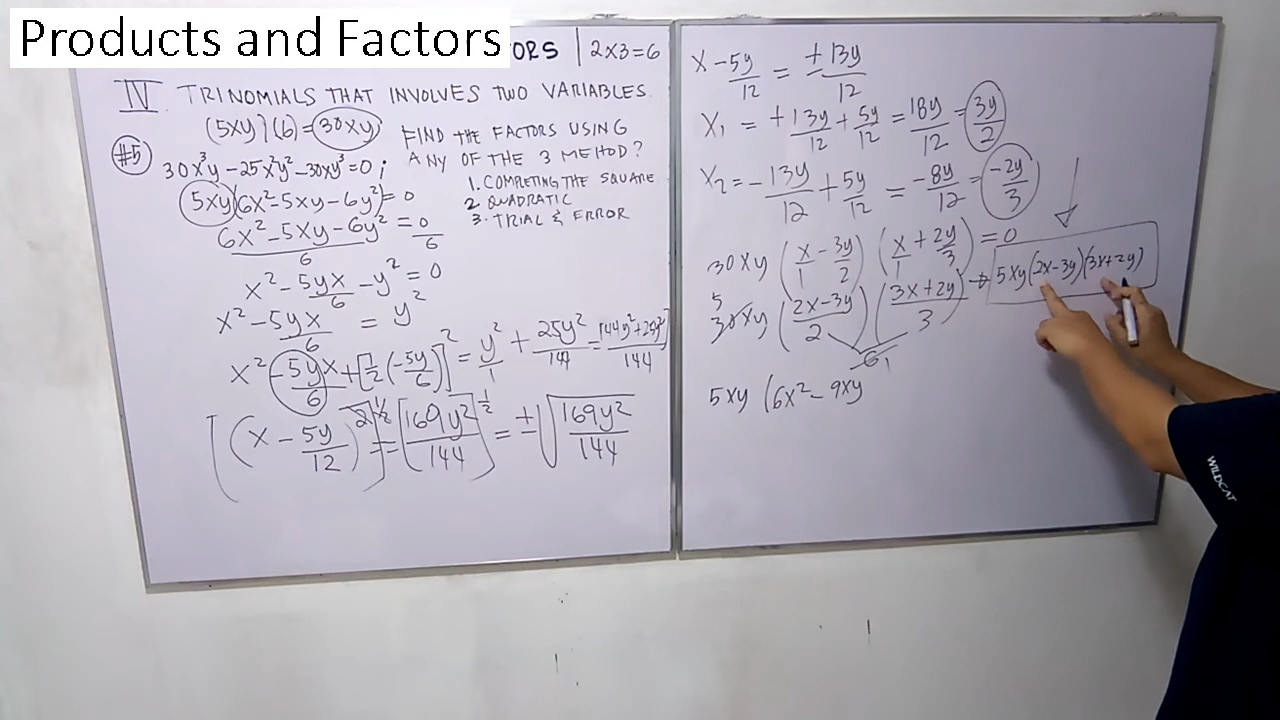 Products and Factors
ORS | 2x3=6
IV TRINOMIALS THAT INVOLVES TWO VARIABLES
(5xy)(6) = 30xy
FIND THE FACTORS USING
ANY OF THE 3 METHOD?
1. COMPLETING THE SQUARE
2 QUADRATIC
3. TRIAL & ERROR
#5) 30x³y - 25x²y² - 30xy³ = 0 ;
5xy(6x² - 5xy - 6y²) = 0
6x² - 5xy - 6y² / 6 = 0/6
x² - 5yx/6 - y² = 0
x² - 5yx/6 = y²
x² - 5yx/6 + [1/2(-5y/6)]² = y²/1 + 25y²/144 = [144y² + 25y²]/144
[(x - 5y/12)²]^1/2 = [169y²/144]^1/2 = ±√169y²/144
x - 5y/12 = ±13y/12
x₁ = +13y/12 + 5y/12 = 18y/12 = 3y/2
x₂ = -13y/12 + 5y/12 = -8y/12 = -2y/3
30xy (x/1 - 3y/2) (x/1 + 2y/3) = 0
5 30xy (2x-3y/2) (3x+2y/3) → 5xy(2x-3y)(3x+2y)
6 1
5xy (6x² - 9xy
WILDCAT